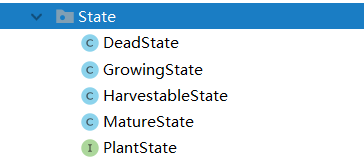 State
C DeadState
C GrowingState
C HarvestableState
C MatureState
I PlantState